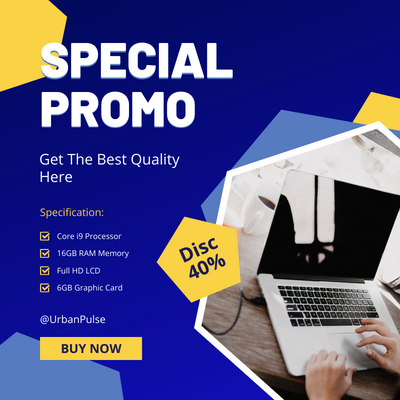 SPECIAL
PROMO
Get The Best Quality
Here
Specification:
Core i9 Processor
16GB RAM Memory
Full HD LCD
6GB Graphic Card
Disc
40%
@UrbanPulse
BUY NOW